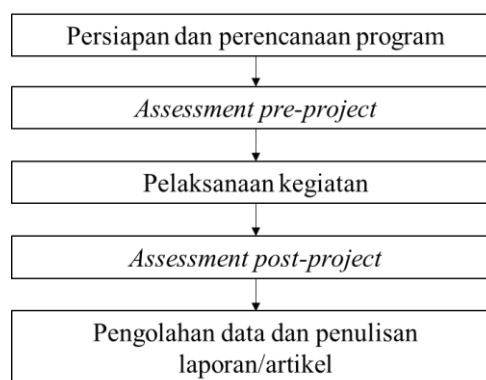 Persiapan dan perencanaan program
Assessment pre-project
Pelaksanaan kegiatan
Assessment post-project
Pengolahan data dan penulisan
laporan/artikel